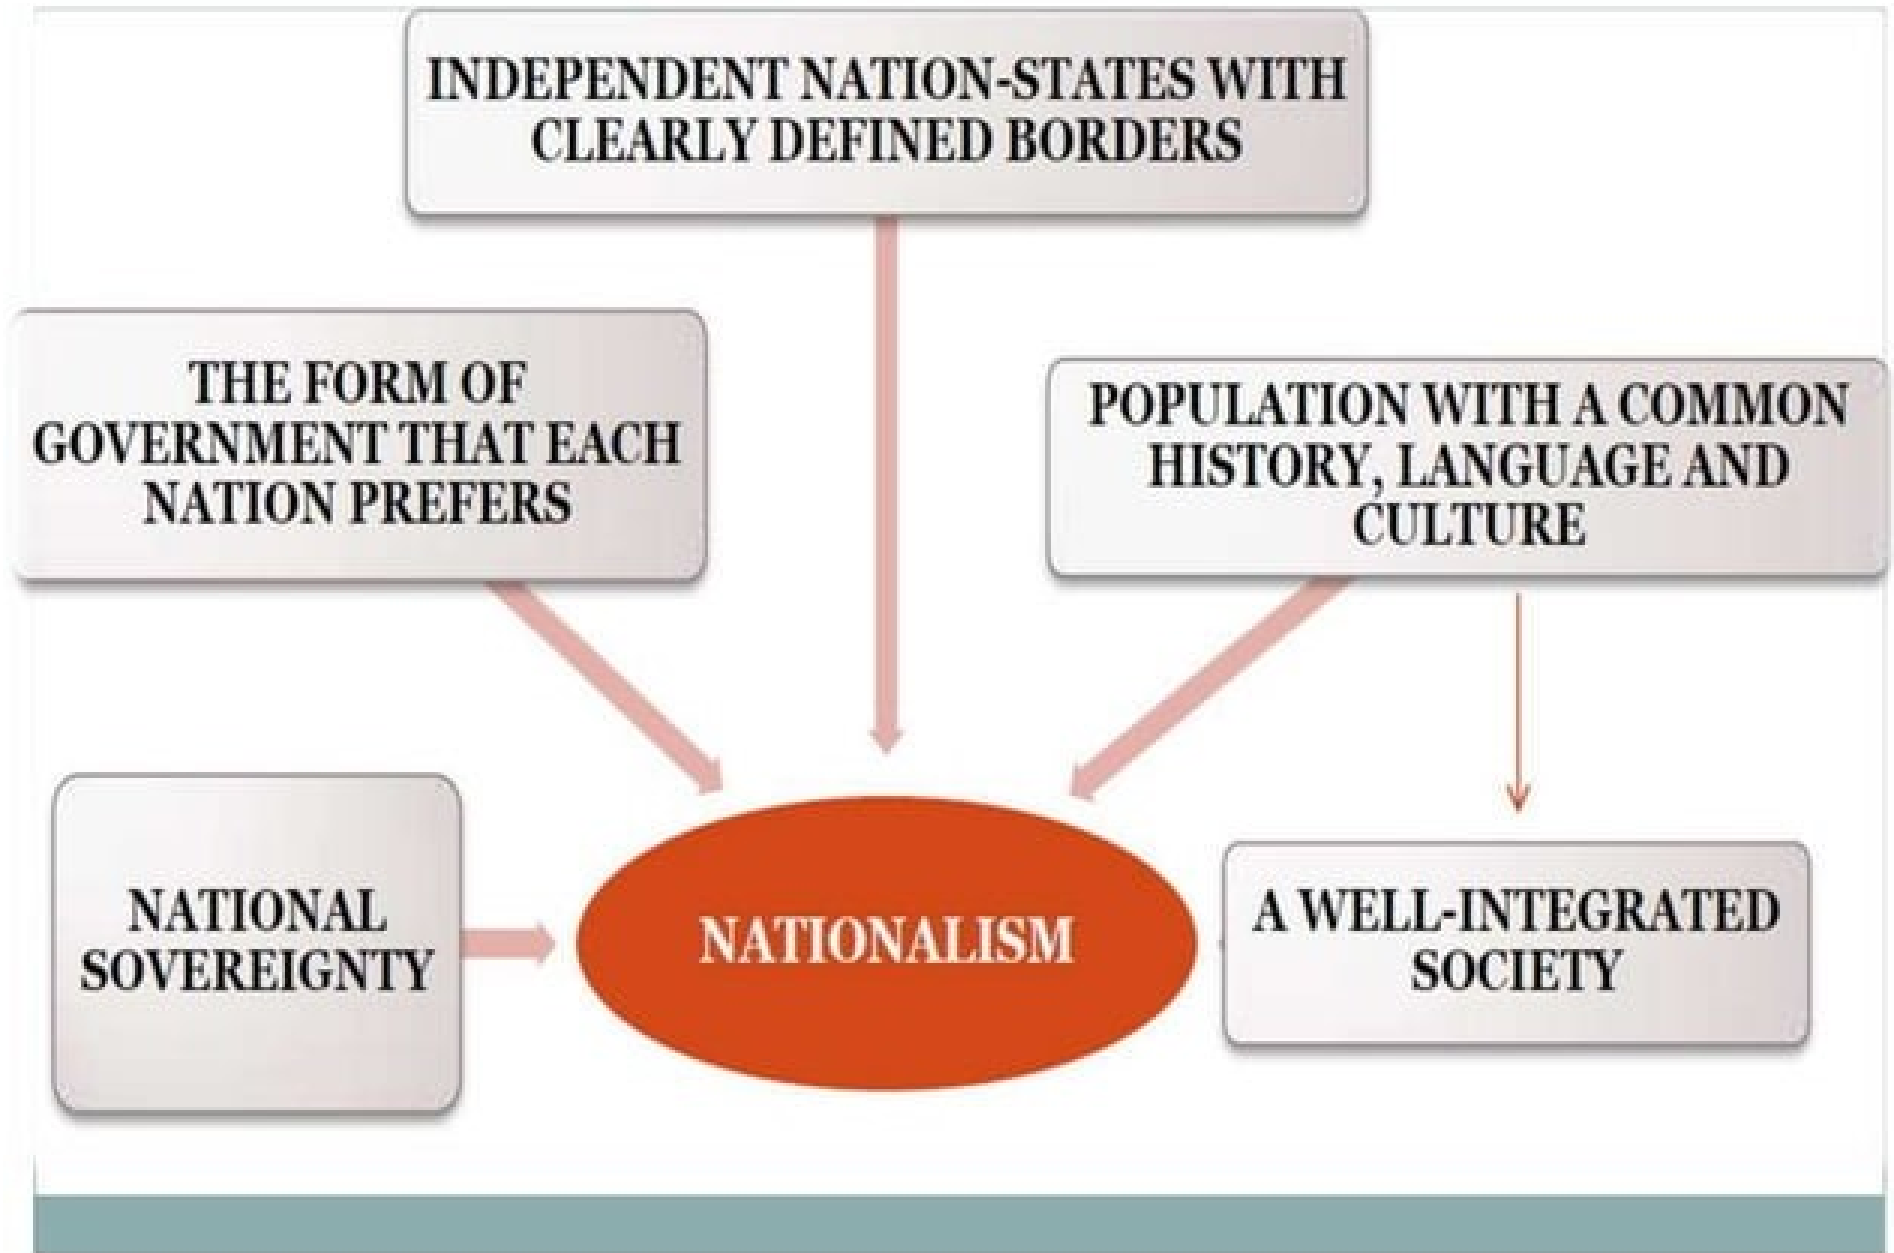 INDEPENDENT NATION-STATES WITH
CLEARLY DEFINED BORDERS
THE FORM OF
GOVERNMENT THAT EACH
NATION PREFERS
POPULATION WITH A COMMON
HISTORY, LANGUAGE AND
CULTURE
NATIONAL
SOVEREIGNTY
NATIONALISM
A WELL-INTEGRATED
SOCIETY